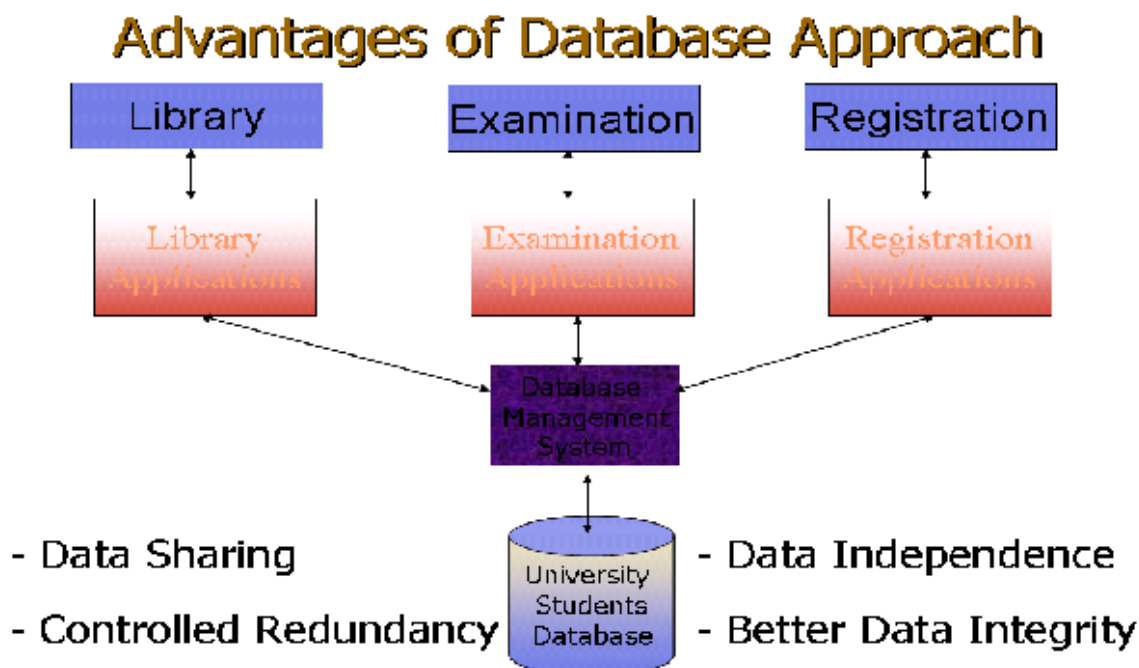 Advantages of Database Approach
Library
Examination
Registration
Library
Applications
Examination
Applications
Registration
Applications
Database
Management
System
University
Students
Database
- Data Sharing
- Controlled Redundancy
- Data Independence
- Better Data Integrity